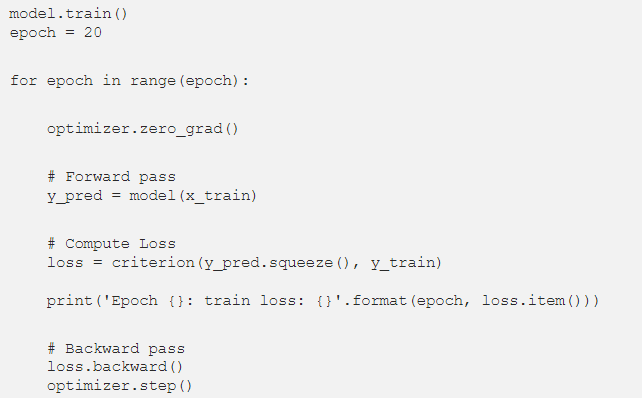 model.train()
epoch = 20
for epoch in range(epoch):
optimizer.zero_grad()
# Forward pass
y_pred = model(x_train)
# Compute Loss
loss = criterion(y_pred.squeeze(), y_train)
print('Epoch {}: train loss: {}'.format(epoch, loss.item()))
# Backward pass
loss.backward()
optimizer.step()